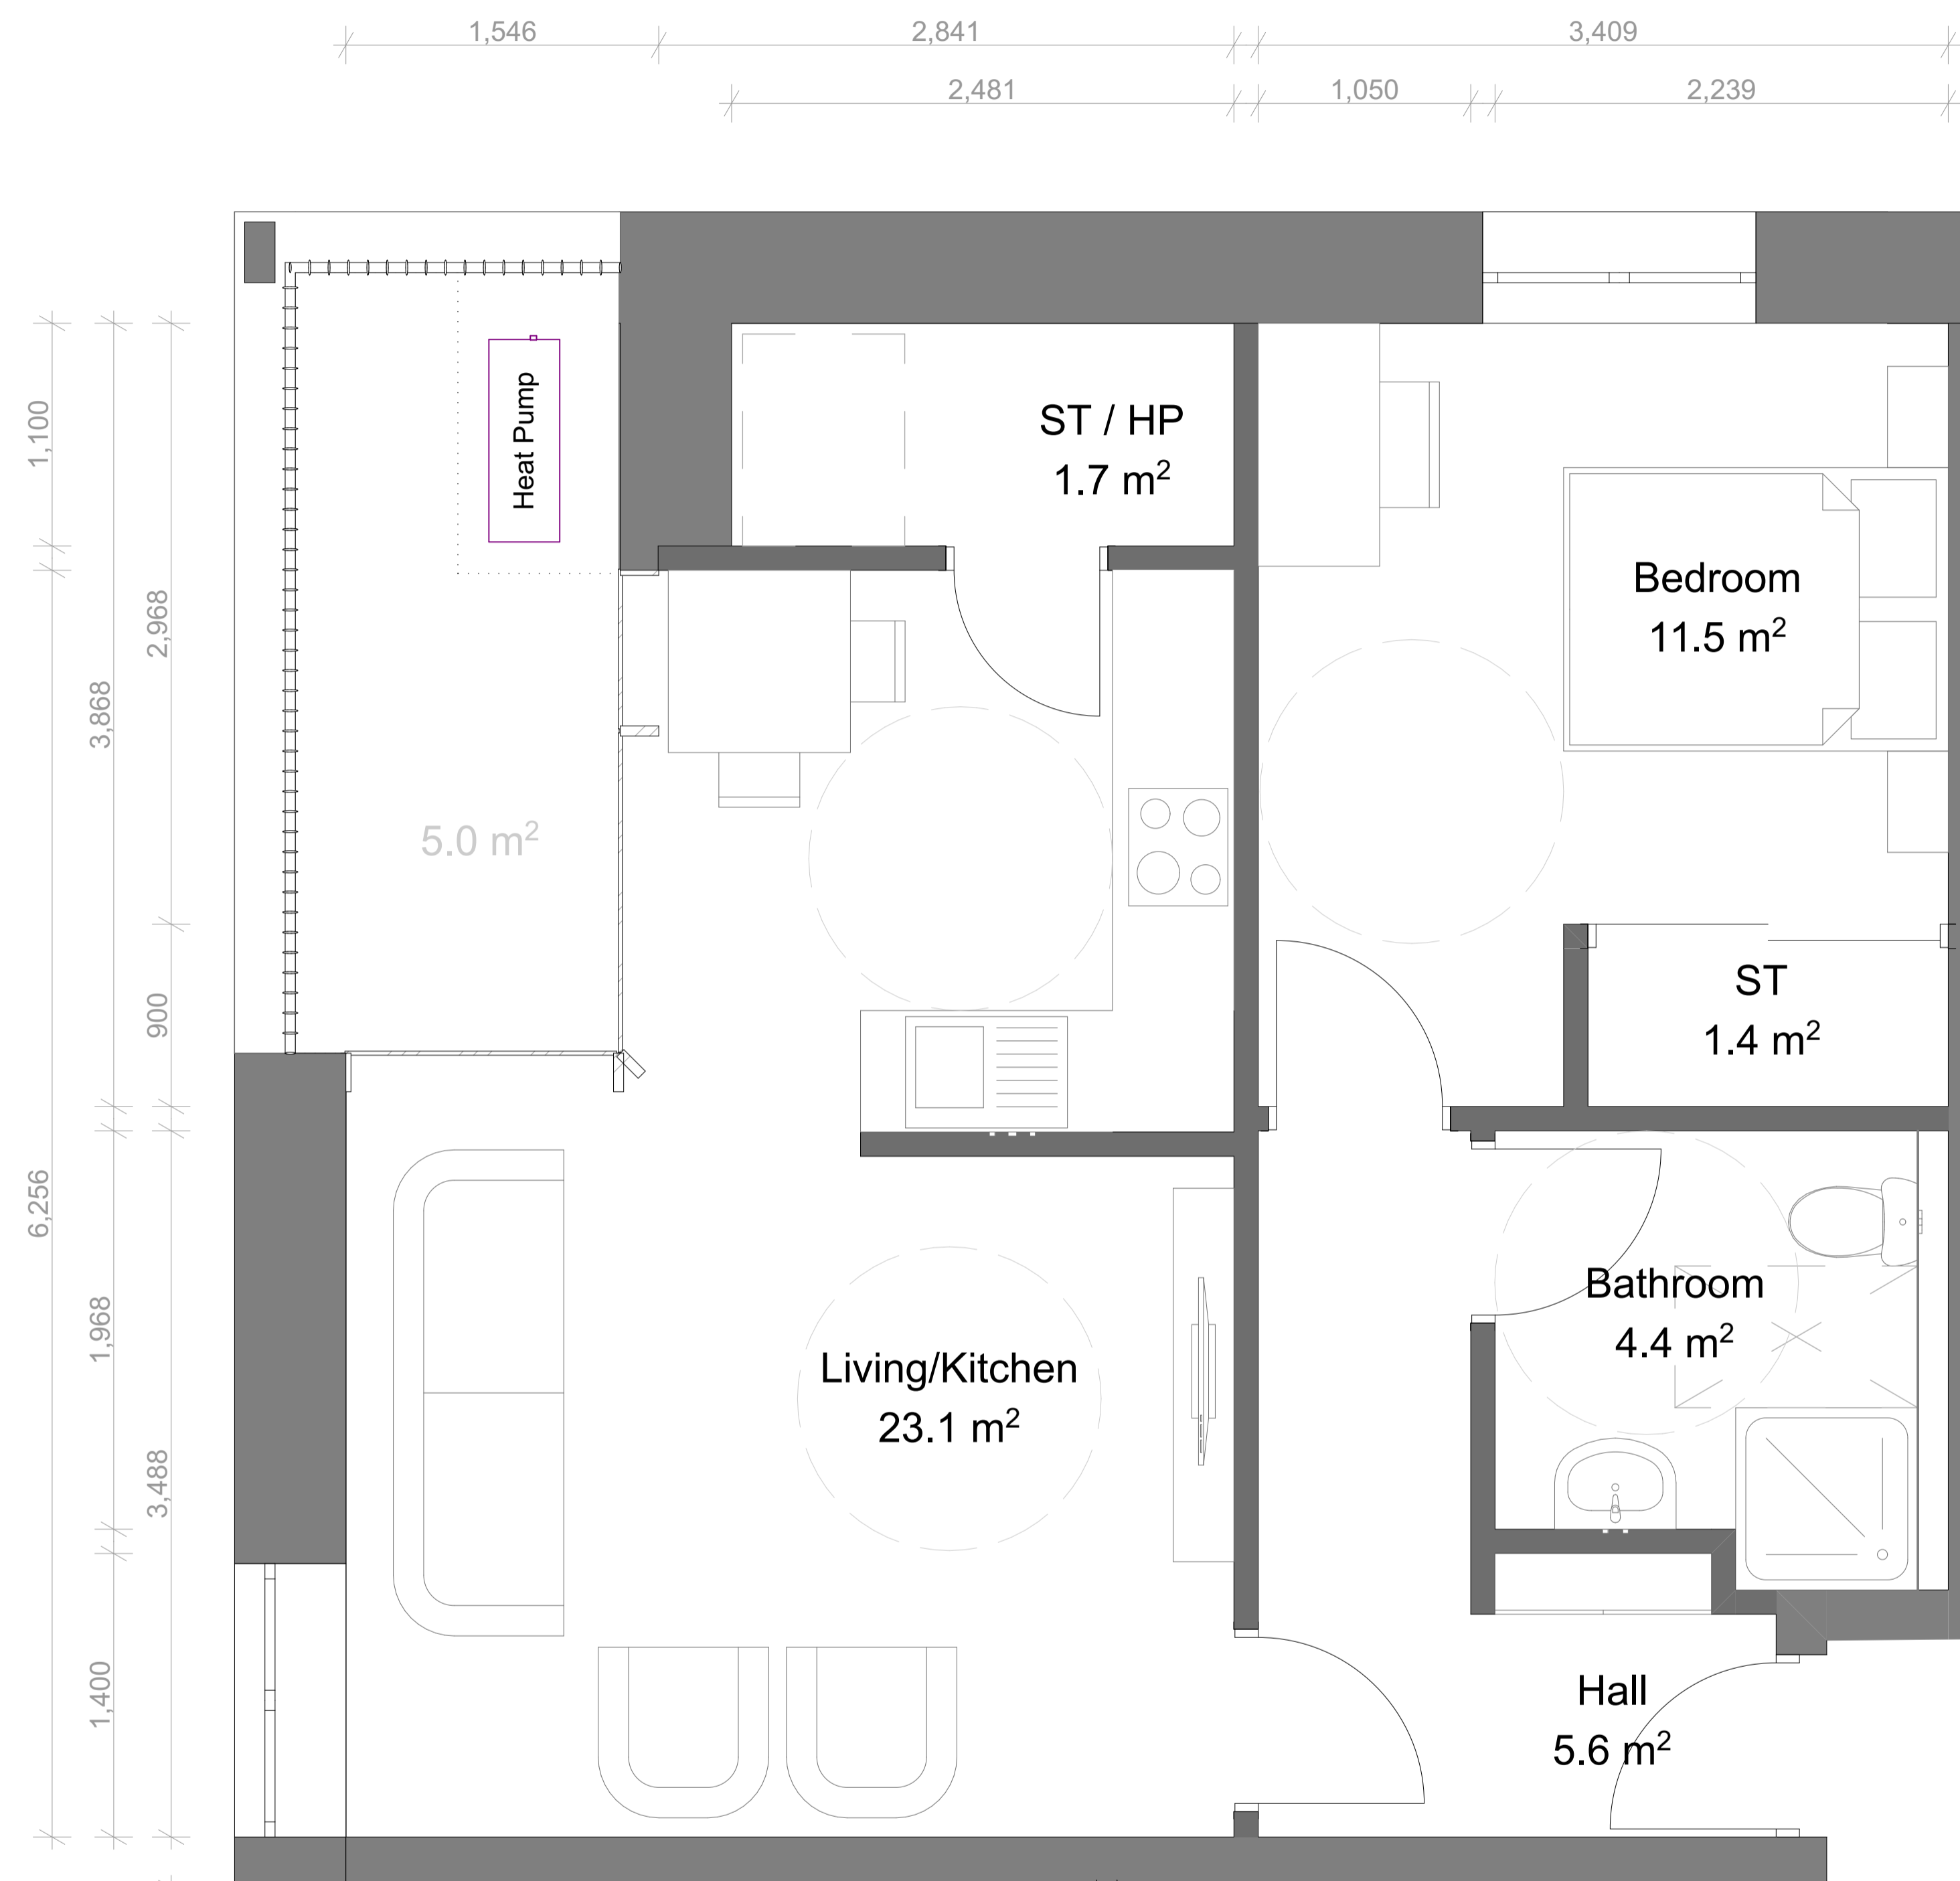 1,546
2,841
3,409
2,481
1,050
2,239
1,100
2,968
3,868
900
6,256
1,968
3,488
1,400
Heat Pump
ST / HP
1.7 m²
Bedroom
11.5 m²
5.0 m²
ST
1.4 m²
Bathroom
4.4 m²
Living/Kitchen
23.1 m²
Hall
5.6 m²